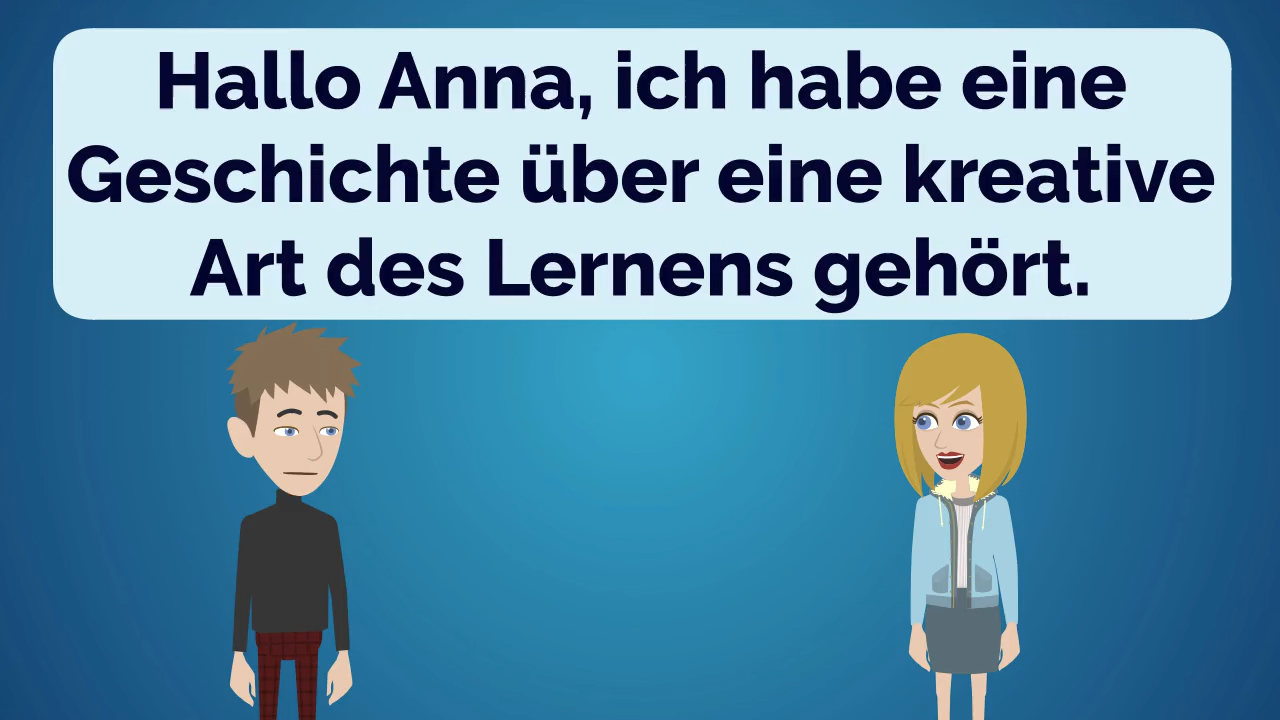 Hallo Anna, ich habe eine
Geschichte über eine kreative
Art des Lernens gehört.